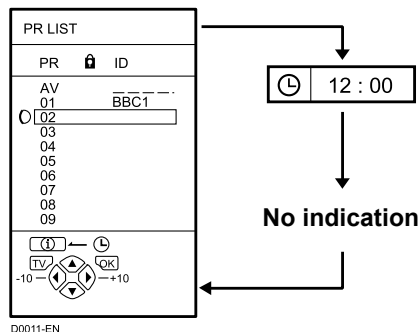 PR LIST
PR ID
AV _ _ _ _ _
01 BBC1
02
03
04
05
06
07
08
09
i
TV OK
-10 +10
12 : 00
No indication
D0011-EN